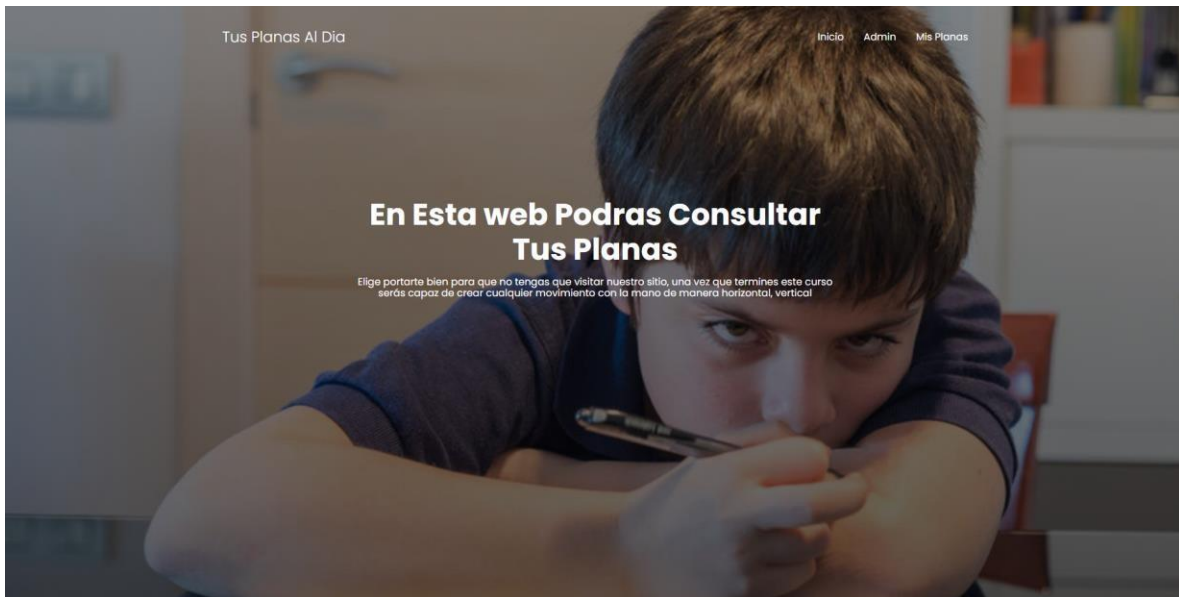 Tus Planas Al Dia
Inicio Admin Mis Planas
En Esta web Podras Consultar
Tus Planas
Elige portarte bien para que no tengas que visitar nuestro sitio, una vez que termines este curso
serás capaz de crear cualquier movimiento con la mano de manera horizontal, vertical